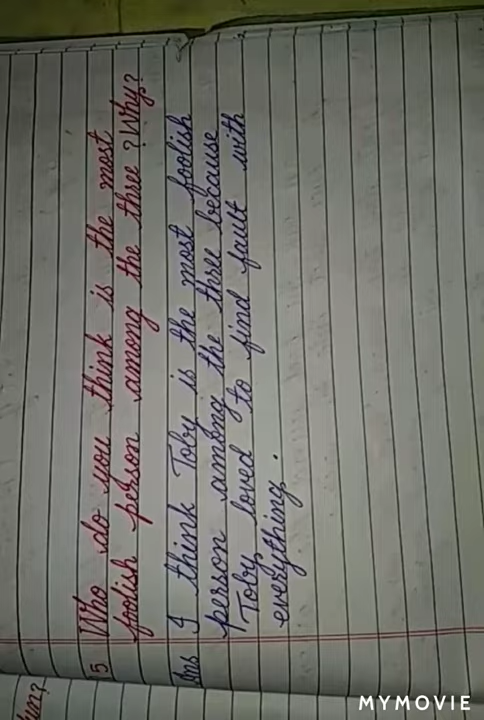 5 Who do you think is the most
foolish person among the three ? Why?
Ans I think Toby is the most foolish
person among the three because
Toby loved to find fault with
everything.
MYMOVIE